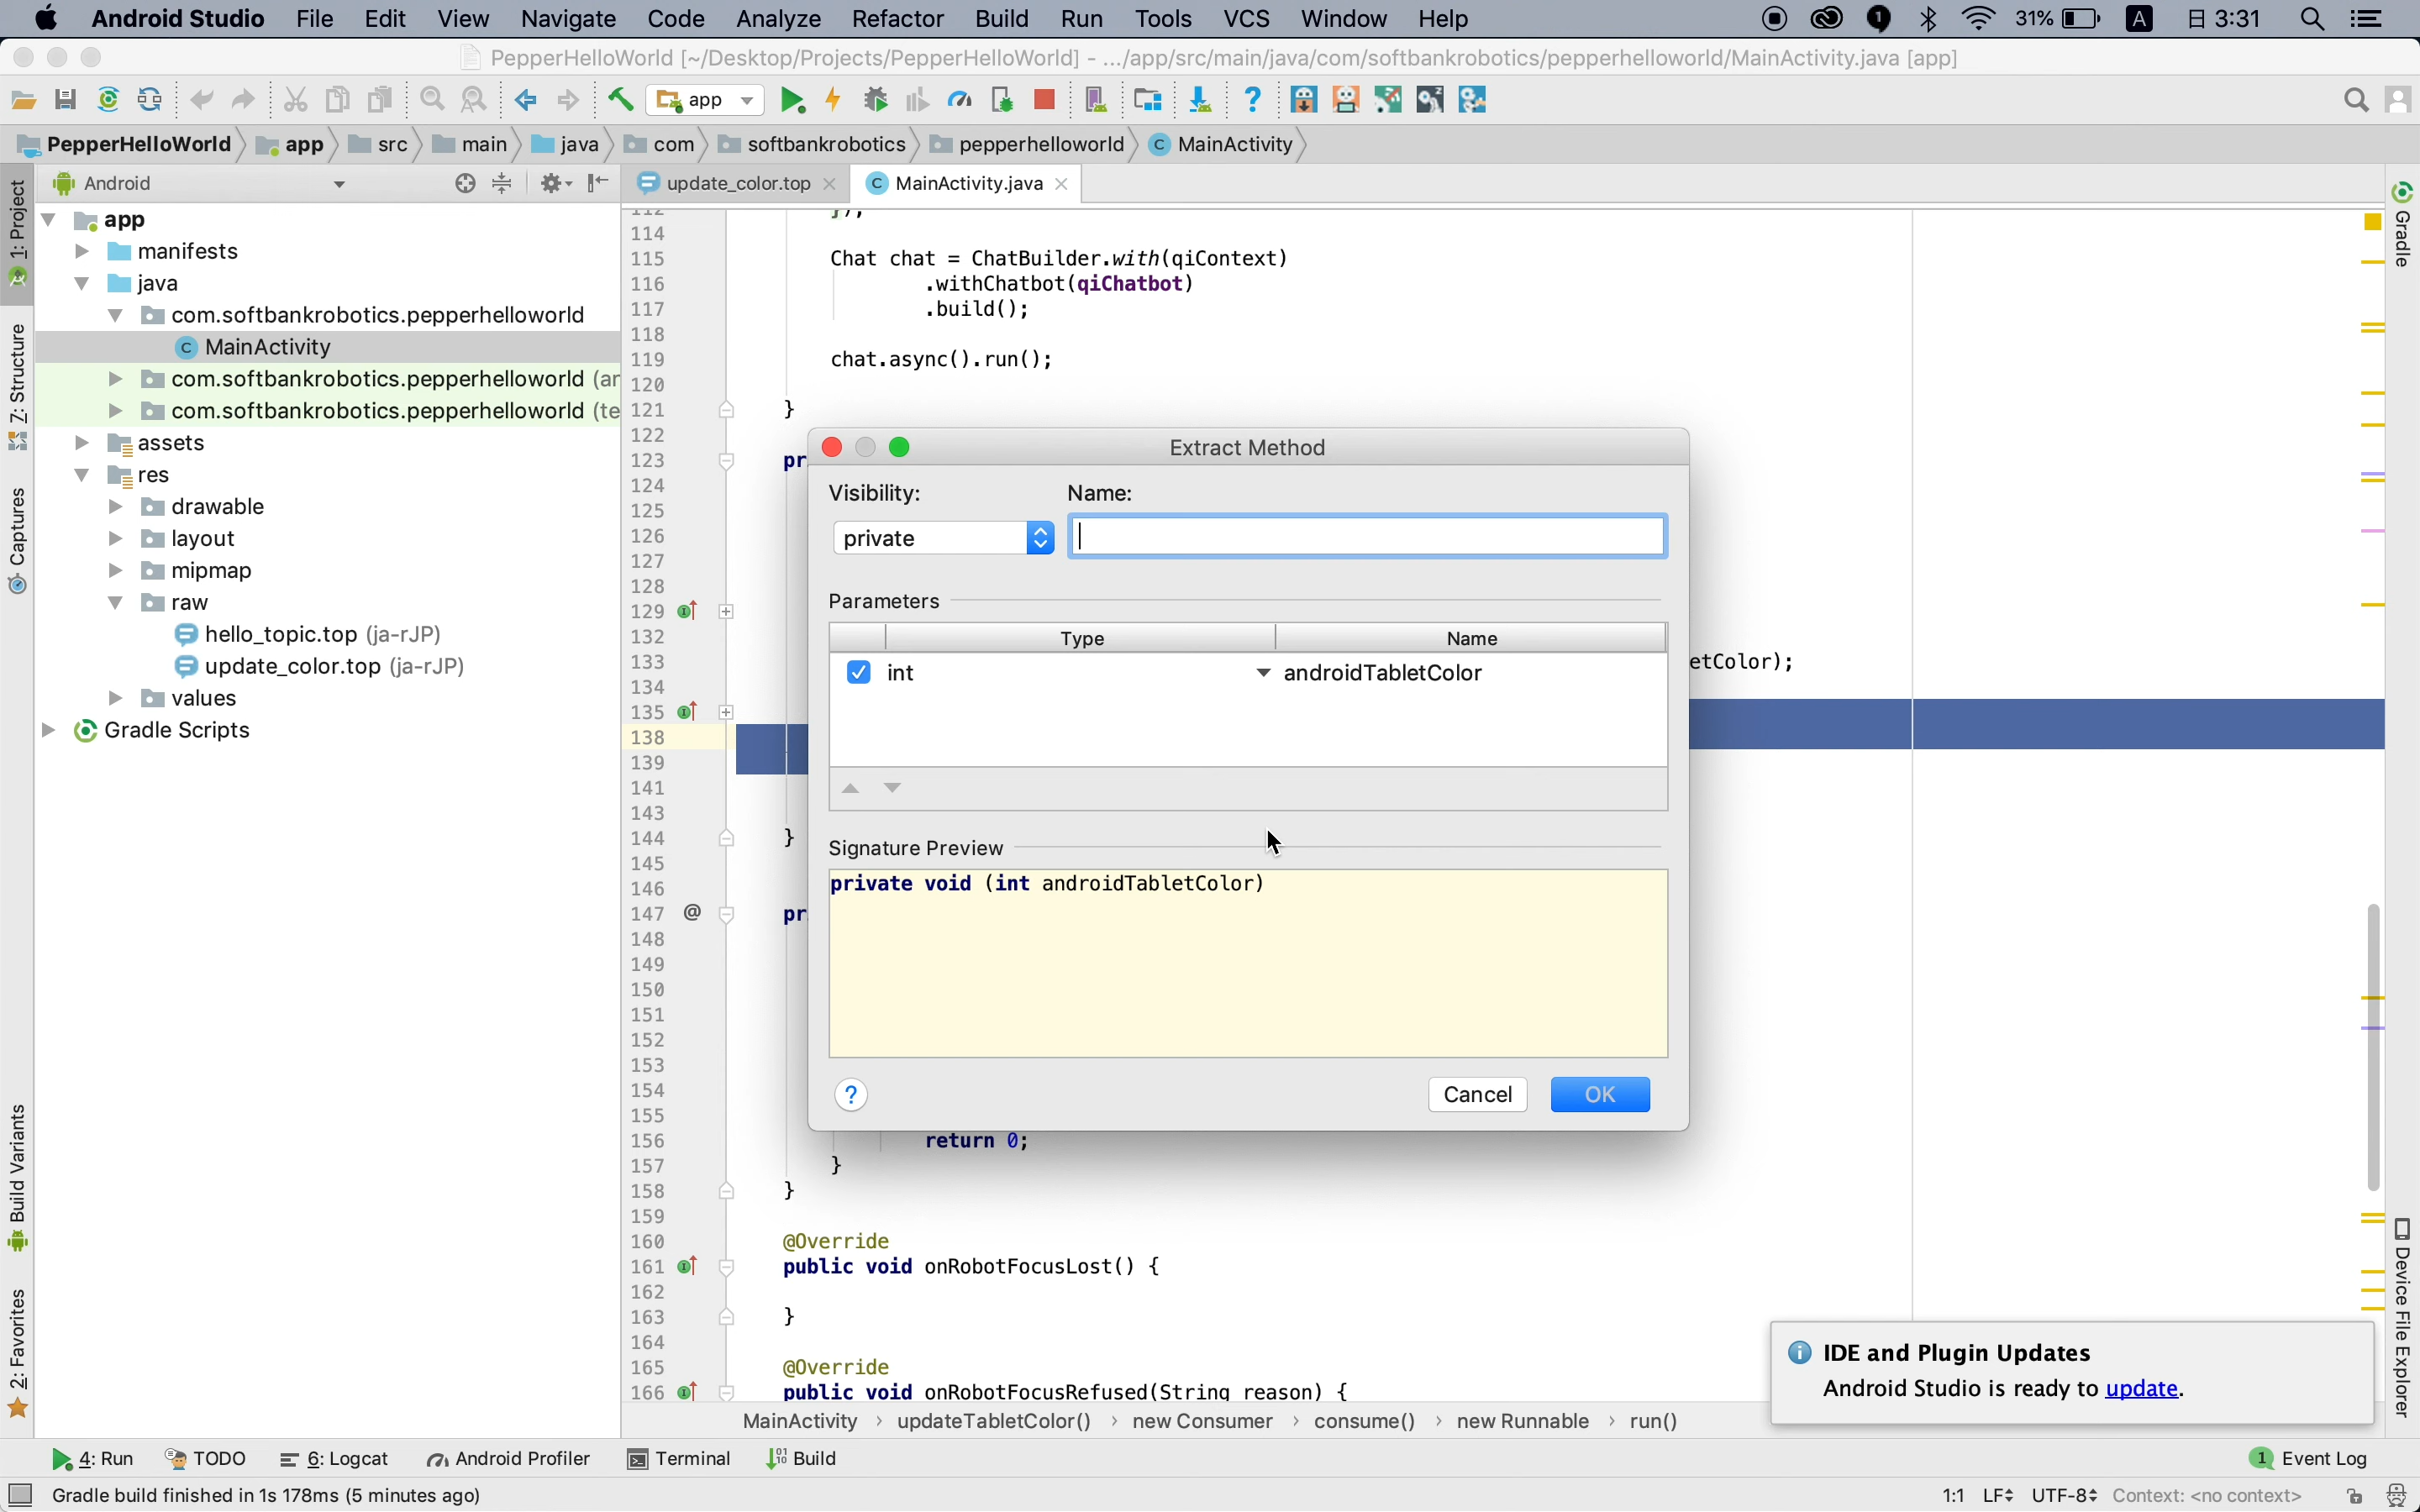 Android Studio File Edit View Navigate Code Analyze Refactor Build Run Tools VCS Window Help 1 31% A 日 3:31
PepperHelloWorld [~/Desktop/Projects/PepperHelloWorld] - .../app/src/main/java/com/softbankrobotics/pepperhelloworld/MainActivity.java [app]
app
PepperHelloWorld app src main java com softbankrobotics pepperhelloworld C MainActivity
1: Project
Z: Structure
Captures
Build Variants
2: Favorites
Android
app
manifests
java
com.softbankrobotics.pepperhelloworld
C MainActivity
com.softbankrobotics.pepperhelloworld (ar
com.softbankrobotics.pepperhelloworld (te
assets
res
drawable
layout
mipmap
raw
hello_topic.top (ja-rJP)
update_color.top (ja-rJP)
values
Gradle Scripts
update_color.top C MainActivity.java
114
115 Chat chat = ChatBuilder.with(qiContext)
116 .withChatbot(qiChatbot)
117 .build();
118
119 chat.async().run();
120
121 }
122
123 pr
124
125
126
127
128
129
132
133 etColor);
134
135
138
139
141
143
144 }
145
146
147 @ pr
148
149
150
151
152
153
154
155
156 return 0;
157 }
158 }
159
160 @Override
161 public void onRobotFocusLost() {
162
163 }
164
165 @Override
166 public void onRobotFocusRefused(String reason) {
Extract Method
Visibility: Name:
private
Parameters
Type Name
int androidTabletColor
Signature Preview
private void (int androidTabletColor)
? Cancel OK
MainActivity › updateTabletColor() › new Consumer › consume() › new Runnable › run()
IDE and Plugin Updates
Android Studio is ready to update.
Gradle
Device File Explorer
4: Run TODO 6: Logcat Android Profiler Terminal Build 1 Event Log
Gradle build finished in 1s 178ms (5 minutes ago) 1:1 LF UTF-8 Context: <no context>